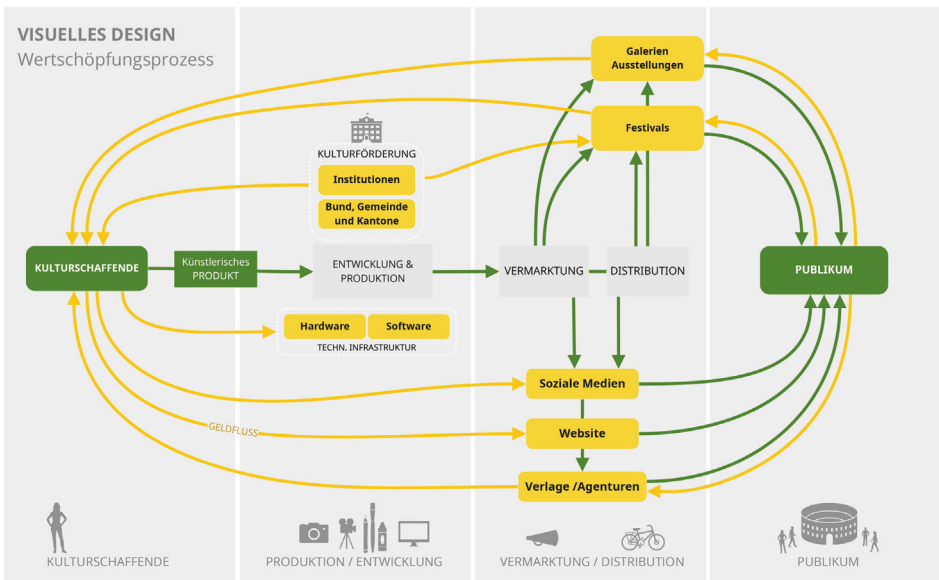 VISUELLES DESIGN
Wertschöpfungsprozess
Galerien
Ausstellungen
Festivals
KULTURFÖRDERUNG
Institutionen
Bund, Gemeinde
und Kantone
KULTURSCHAFFENDE
Künstlerisches
PRODUKT
ENTWICKLUNG &
PRODUKTION
VERMARKTUNG
DISTRIBUTION
PUBLIKUM
Hardware
Software
TECHN. INFRASTRUKTUR
Soziale Medien
GELDFLUSS
Website
Verlage /Agenturen
KULTURSCHAFFENDE
PRODUKTION / ENTWICKLUNG
VERMARKTUNG / DISTRIBUTION
PUBLIKUM